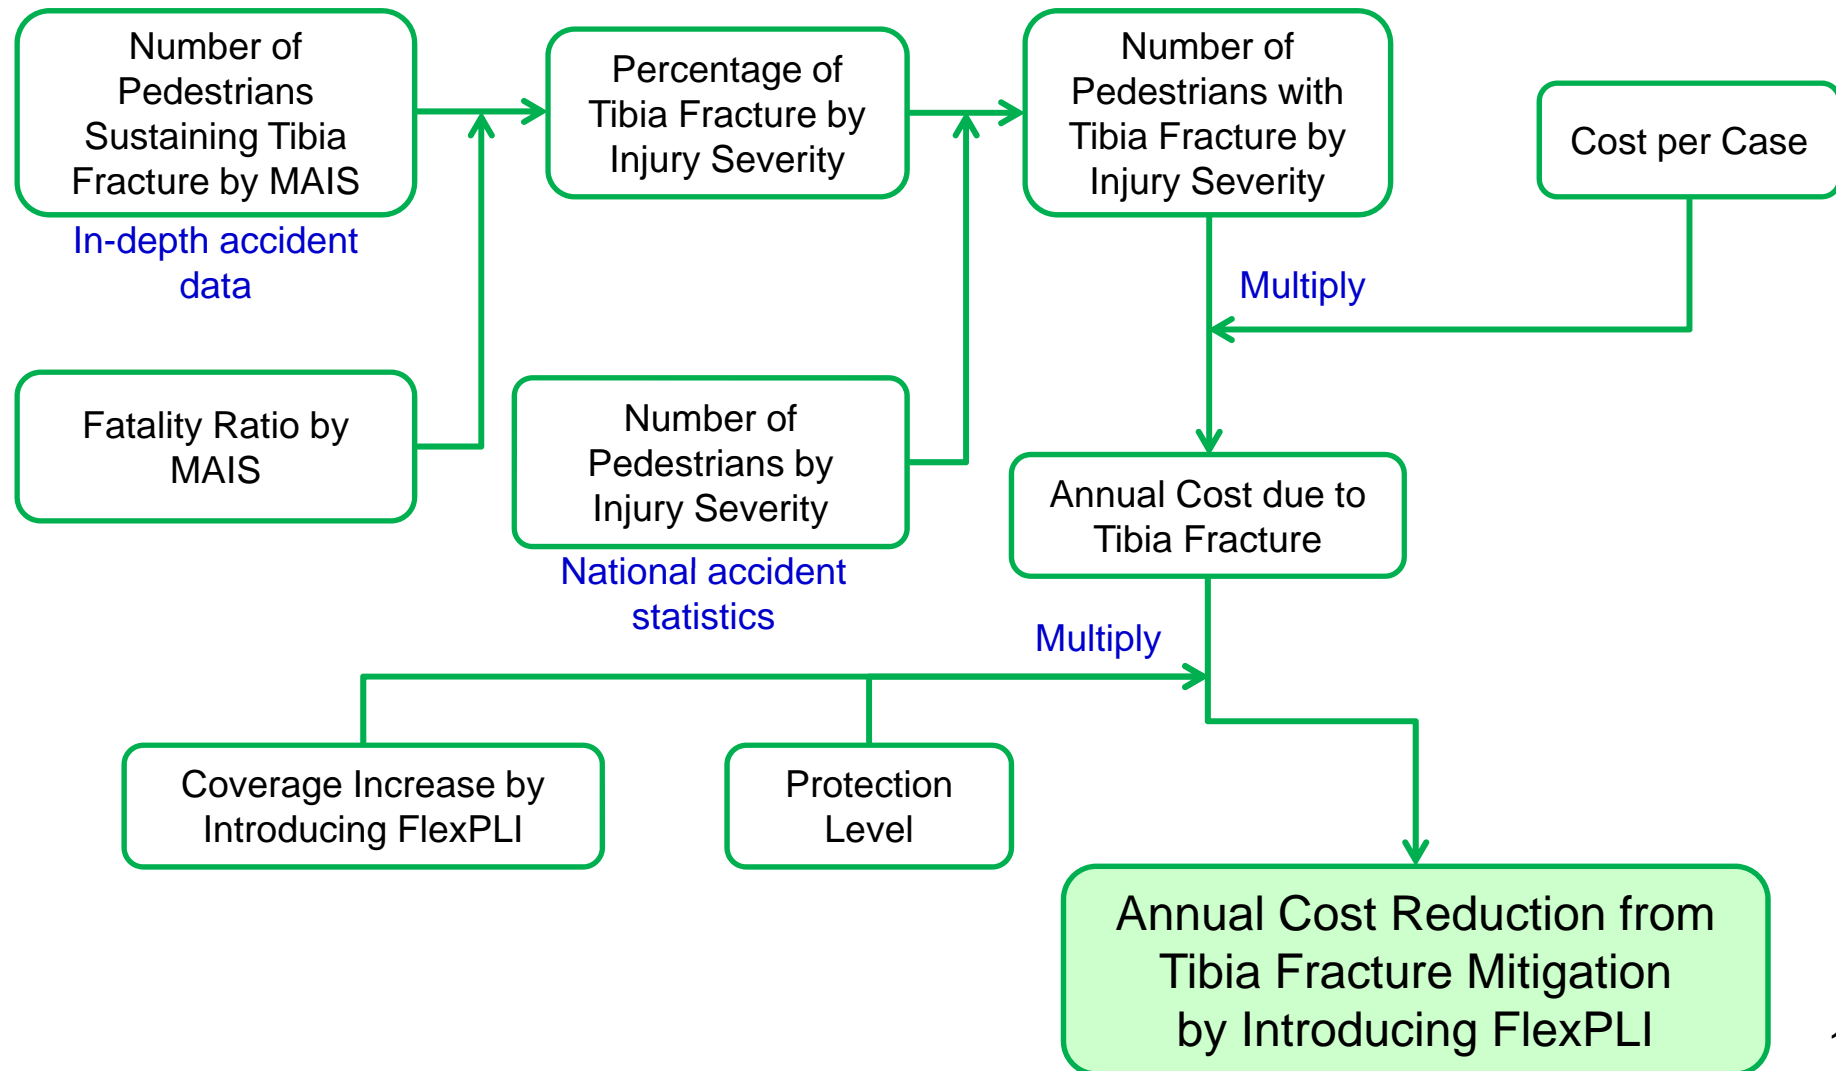 Number of
Pedestrians
Sustaining Tibia
Fracture by MAIS
In-depth accident
data
Percentage of
Tibia Fracture by
Injury Severity
Number of
Pedestrians with
Tibia Fracture by
Injury Severity
Cost per Case
Multiply
Fatality Ratio by
MAIS
Number of
Pedestrians by
Injury Severity
National accident
statistics
Annual Cost due to
Tibia Fracture
Multiply
Coverage Increase by
Introducing FlexPLI
Protection
Level
Annual Cost Reduction from
Tibia Fracture Mitigation
by Introducing FlexPLI